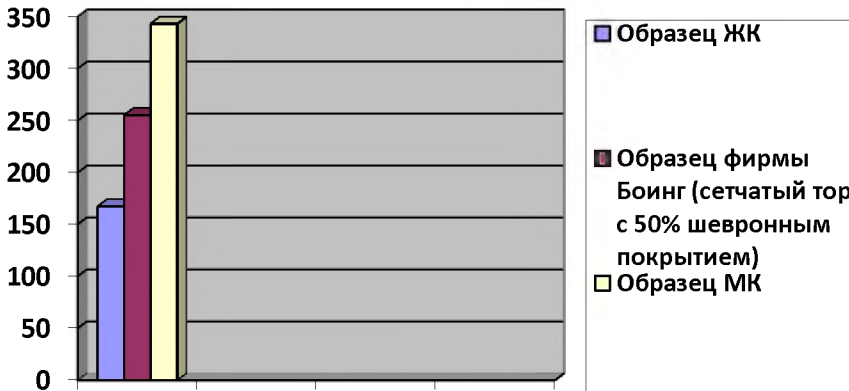 350
300
250
200
150
100
50
0
Образец ЖК
Образец фирмы
Боинг (сетчатый тор
с 50% шевронным
покрытием)
Образец МК